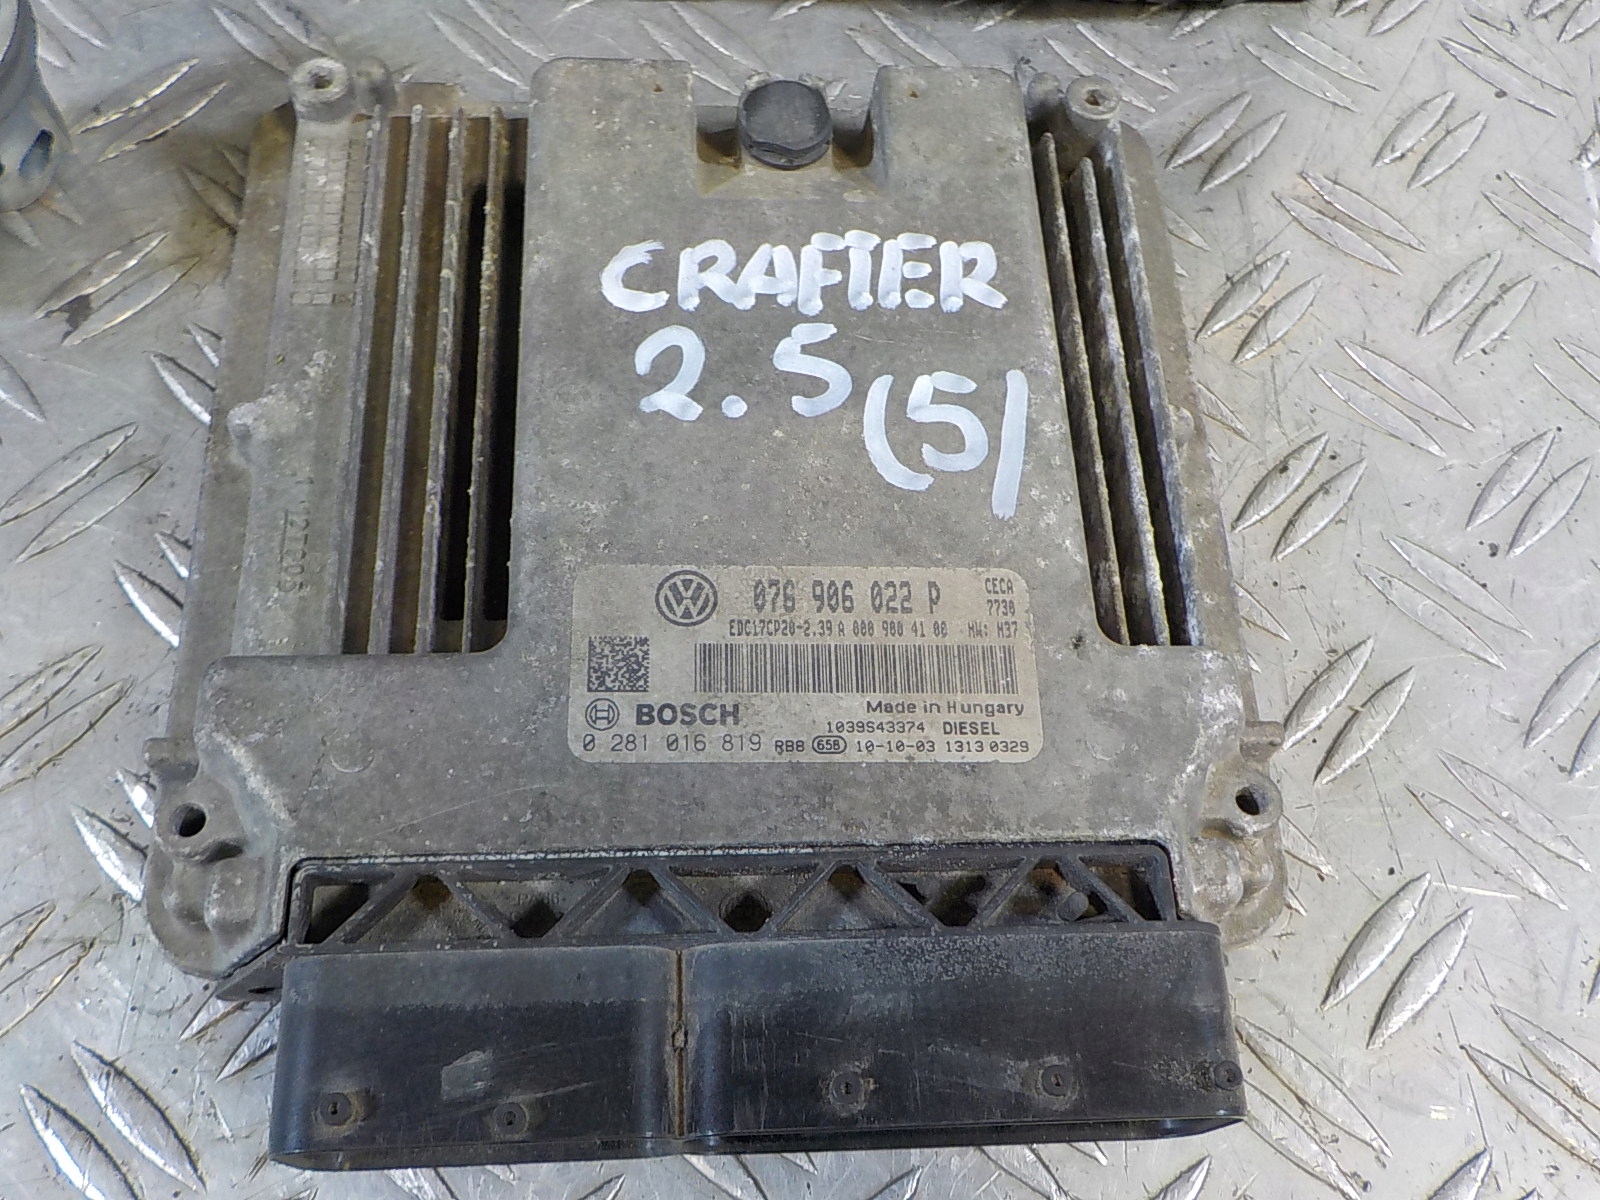 CRAFTER
2.5 (5)
076 906 022 P CECA
7730
EDC17CP20-2.39 A 000 980 41 00 HW: H37
BOSCH Made in Hungary
1039S43374 DIESEL
0 281 016 819 RB8 658 10-10-03 1313 0329